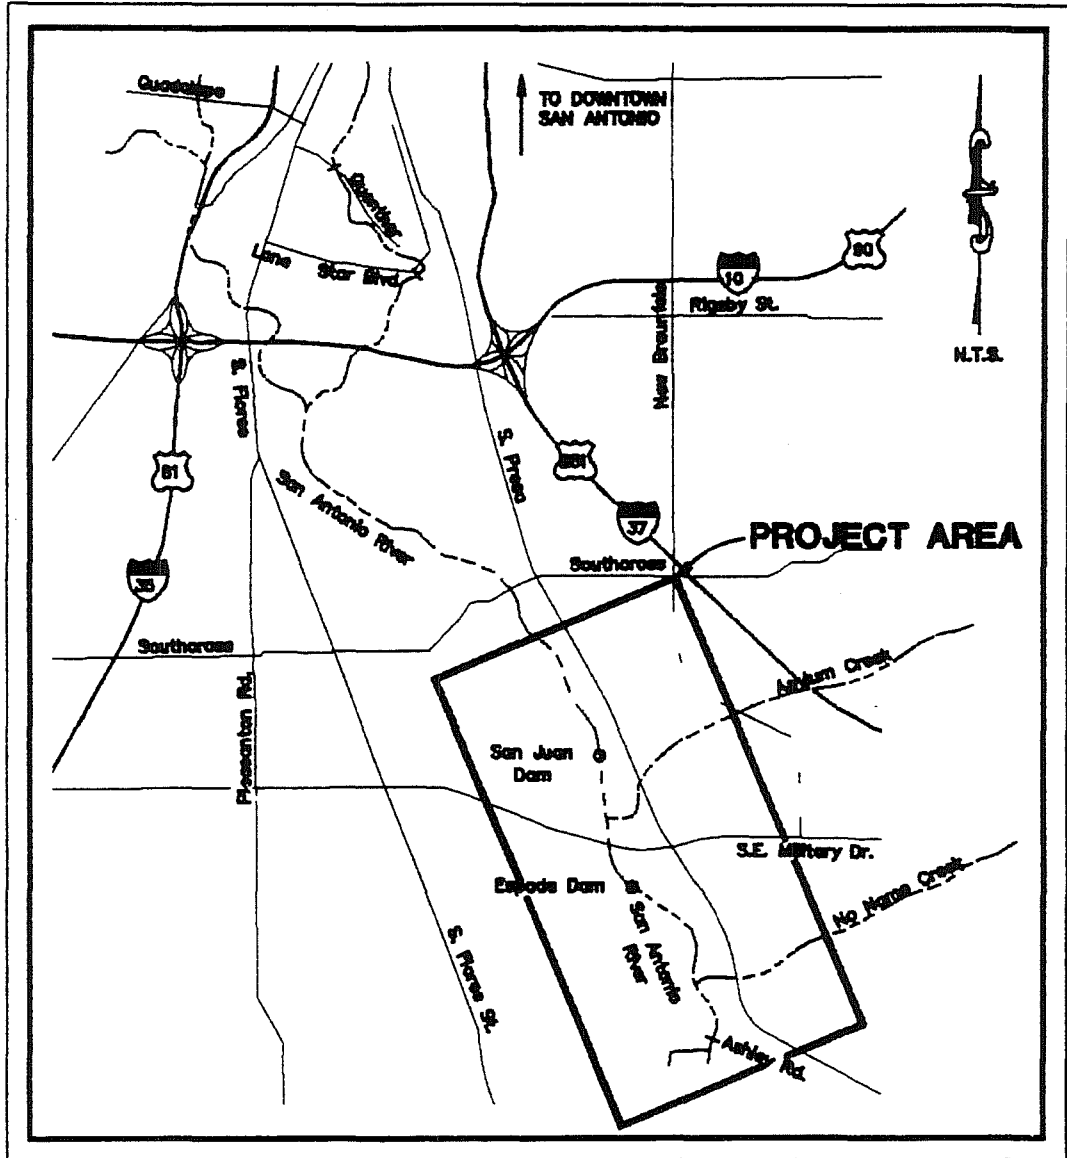 Guadalupe
TO DOWNTOWN
SAN ANTONIO
Guenther
Lone Star Blvd.
90
10
Rigsby St.
New Braunfels
N.T.S.
S. Flores
S. Presa
81
San Antonio River
37
PROJECT AREA
Southcross
35
Southcross
Pleasanton Rd.
Creek
San Juan
Dam
S.E. Military Dr.
Espada Dam
No Name Creek
San Antonio
River
S. Flores St.
Ashley Rd.